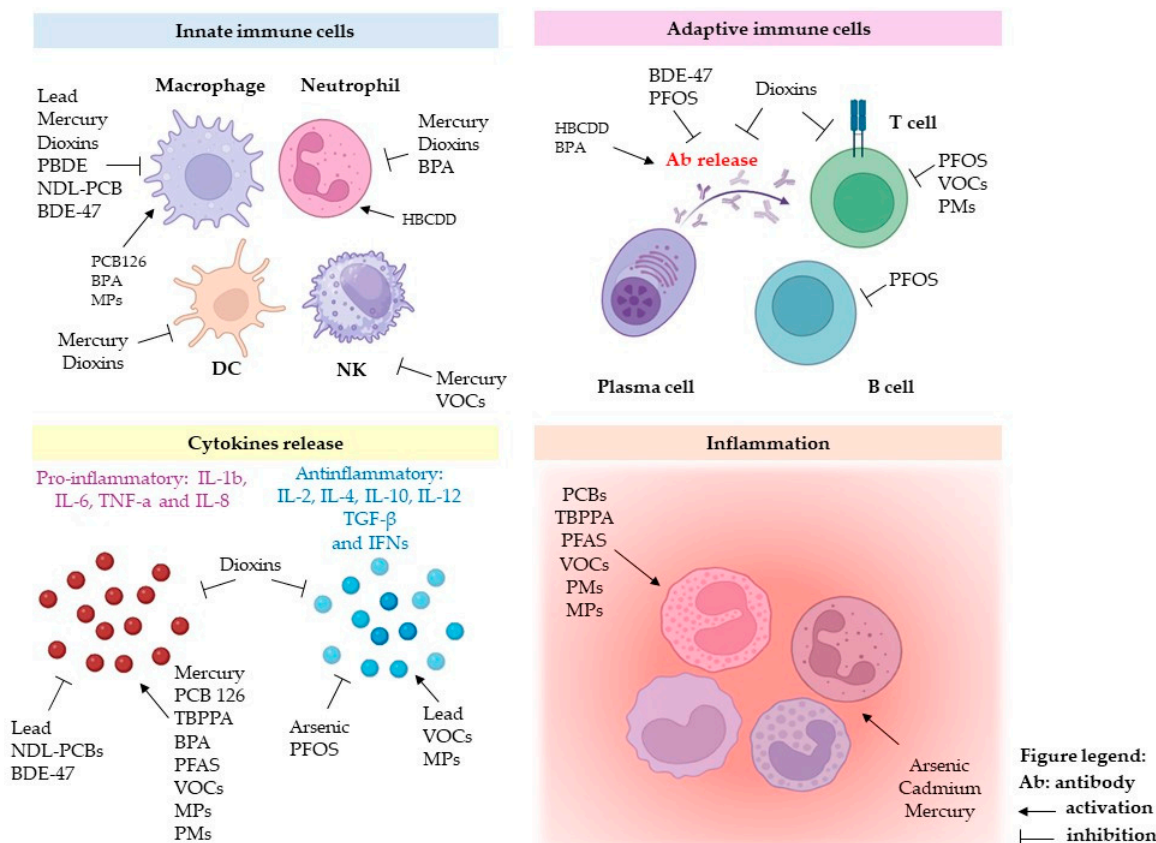 Innate immune cells
Macrophage
Neutrophil
Lead
Mercury
Dioxins
PBDE
NDL-PCB
BDE-47
Mercury
Dioxins
BPA
HBCDD
PCB126
BPA
MPs
Mercury
Dioxins
DC
NK
Mercury
VOCs
Adaptive immune cells
BDE-47
PFOS
Dioxins
HBCDD
BPA
Ab release
T cell
PFOS
VOCs
PMs
PFOS
Plasma cell
B cell
Cytokines release
Pro-inflammatory: IL-1b,
IL-6, TNF-a and IL-8
Antinflammatory:
IL-2, IL-4, IL-10, IL-12
TGF-β
and IFNs
Dioxins
Lead
NDL-PCBs
BDE-47
Mercury
PCB 126
TBPPA
BPA
PFAS
VOCs
MPs
PMs
Arsenic
PFOS
Lead
VOCs
MPs
Inflammation
PCBs
TBPPA
PFAS
VOCs
PMs
MPs
Arsenic
Cadmium
Mercury
Figure legend:
Ab: antibody
activation
inhibition